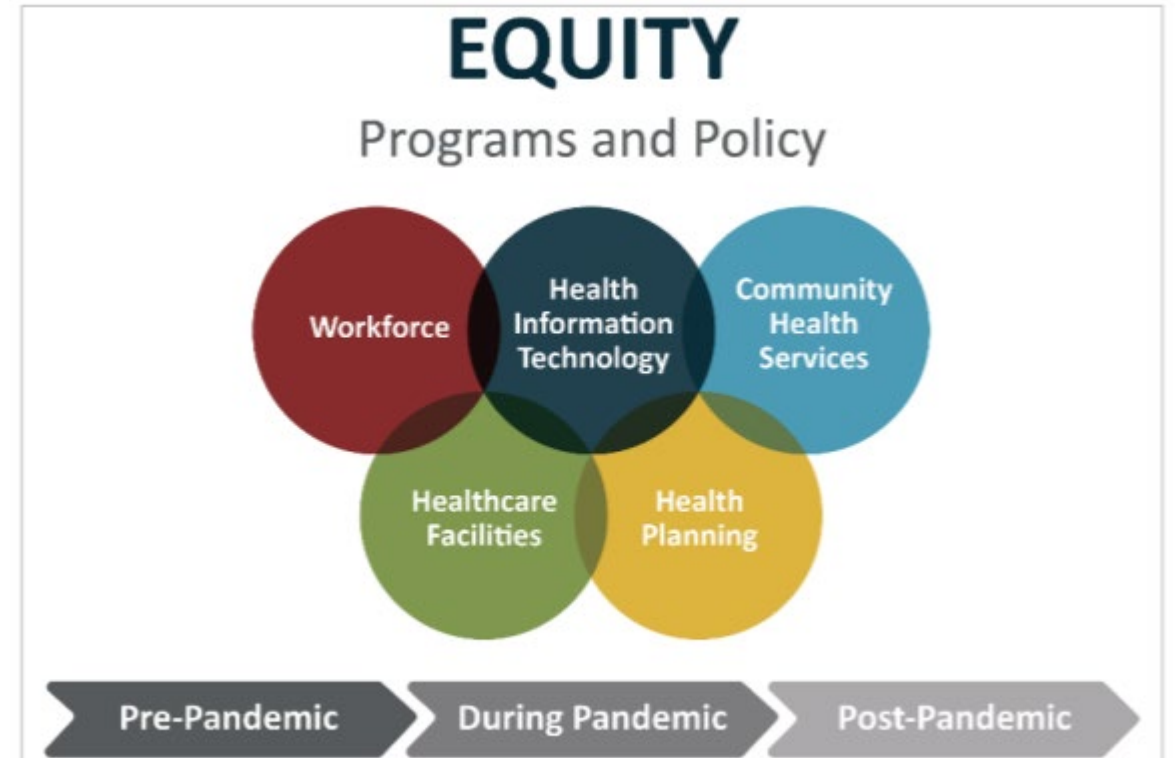 EQUITY
Programs and Policy
Workforce
Health
Information
Technology
Community
Health
Services
Healthcare
Facilities
Health
Planning
Pre-Pandemic
During Pandemic
Post-Pandemic